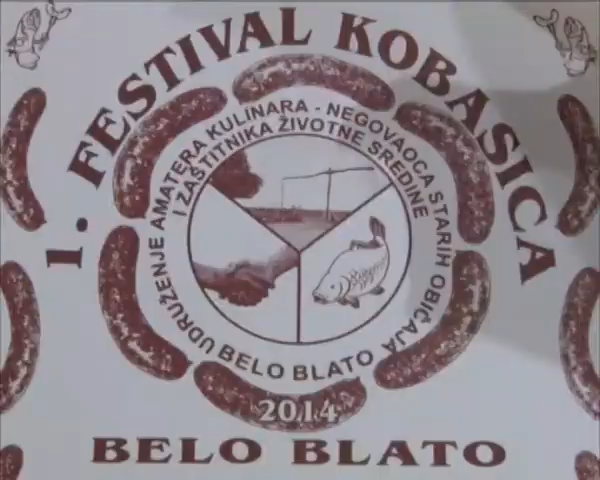 1. FESTIVAL KOBASICA
UDRUŽENJE AMATERA KULINARA - NEGOVAOCA STARIH OBIČAJA
I ZAŠTITNIKA ŽIVOTNE SREDINE
BELO BLATO
2014
BELO BLATO